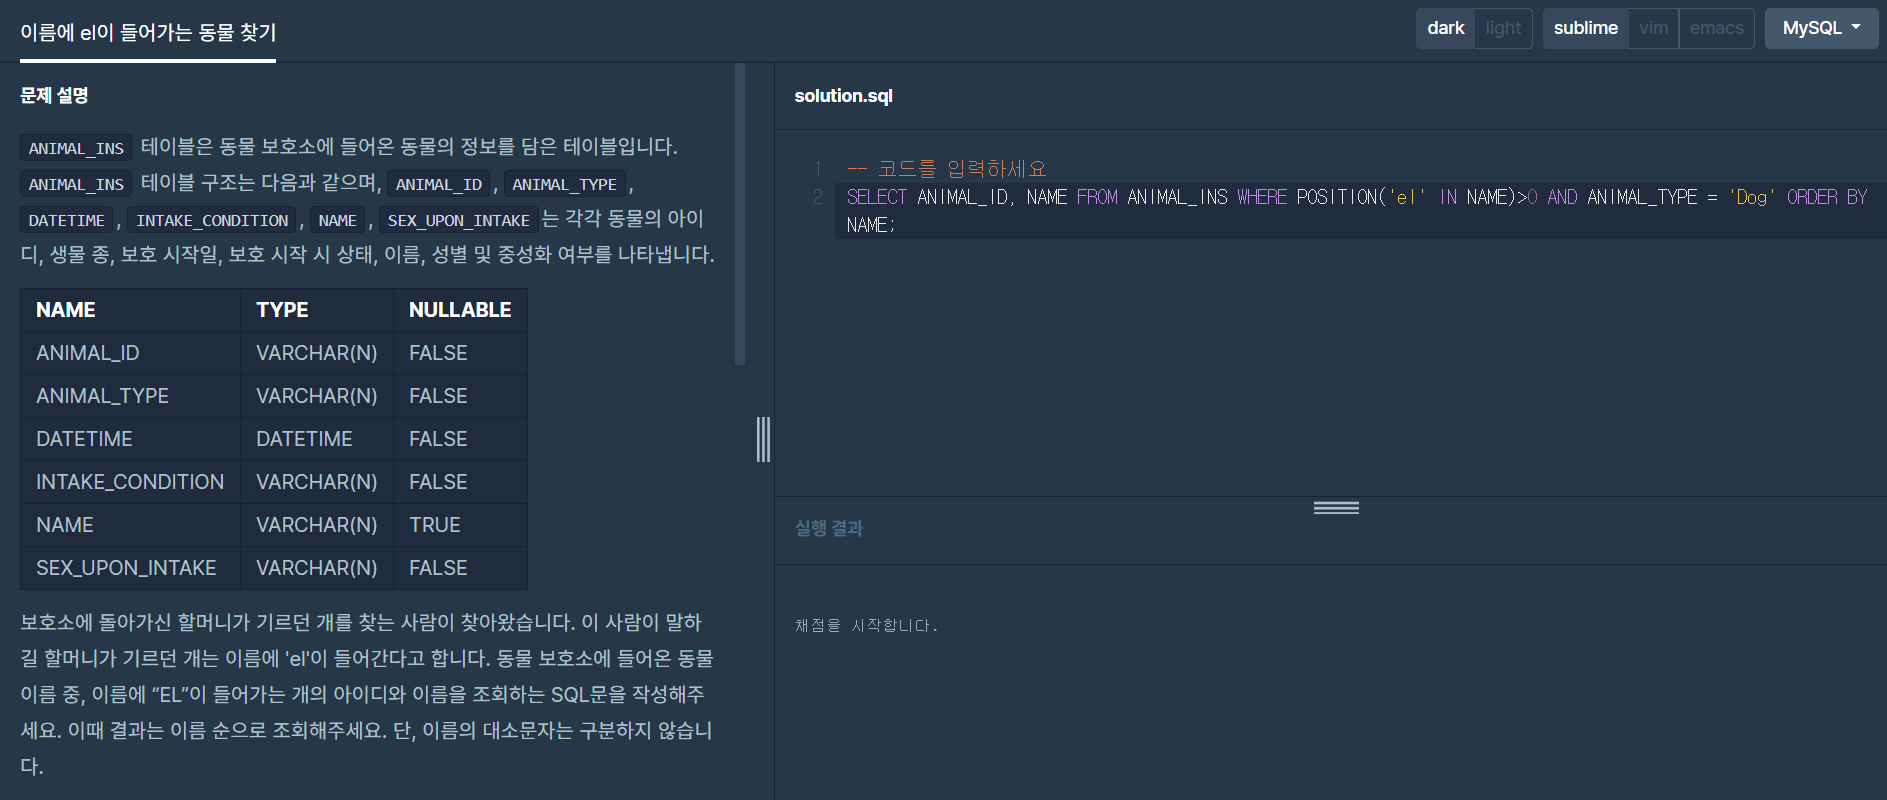 이름에 el이 들어가는 동물 찾기
dark light sublime vim emacs MySQL
문제 설명
ANIMAL_INS 테이블은 동물 보호소에 들어온 동물의 정보를 담은 테이블입니다.
ANIMAL_INS 테이블 구조는 다음과 같으며, ANIMAL_ID , ANIMAL_TYPE ,
DATETIME , INTAKE_CONDITION , NAME , SEX_UPON_INTAKE 는 각각 동물의 아이
디, 생물 종, 보호 시작일, 보호 시작 시 상태, 이름, 성별 및 중성화 여부를 나타냅니다.
NAME TYPE NULLABLE
ANIMAL_ID VARCHAR(N) FALSE
ANIMAL_TYPE VARCHAR(N) FALSE
DATETIME DATETIME FALSE
INTAKE_CONDITION VARCHAR(N) FALSE
NAME VARCHAR(N) TRUE
SEX_UPON_INTAKE VARCHAR(N) FALSE
보호소에 돌아가신 할머니가 기르던 개를 찾는 사람이 찾아왔습니다. 이 사람이 말하
길 할머니가 기르던 개는 이름에 'el'이 들어간다고 합니다. 동물 보호소에 들어온 동물
이름 중, 이름에 “EL”이 들어가는 개의 아이디와 이름을 조회하는 SQL문을 작성해주
세요. 이때 결과는 이름 순으로 조회해주세요. 단, 이름의 대소문자는 구분하지 않습니
다.
solution.sql
1 -- 코드를 입력하세요
2 SELECT ANIMAL_ID, NAME FROM ANIMAL_INS WHERE POSITION('el' IN NAME)>0 AND ANIMAL_TYPE = 'Dog' ORDER BY
NAME;
실행 결과
채점을 시작합니다.